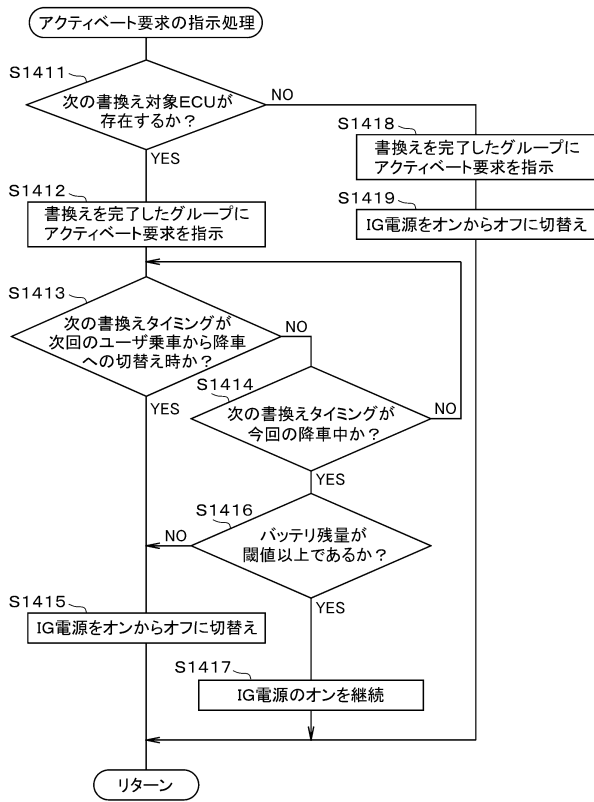 アクティベート要求の指示処理
S1411
次の書換え対象ECUが
存在するか？
NO
YES
S1418
書換えを完了したグループに
アクティベート要求を指示
S1412
書換えを完了したグループに
アクティベート要求を指示
S1419
IG電源をオンからオフに切替え
S1413
次の書換えタイミングが
次回のユーザ乗車から降車
への切替え時か？
NO
YES
S1414
次の書換えタイミングが
今回の降車中か？
NO
YES
S1416
バッテリ残量が
閾値以上であるか？
NO
YES
S1415
IG電源をオンからオフに切替え
S1417
IG電源のオンを継続
リターン